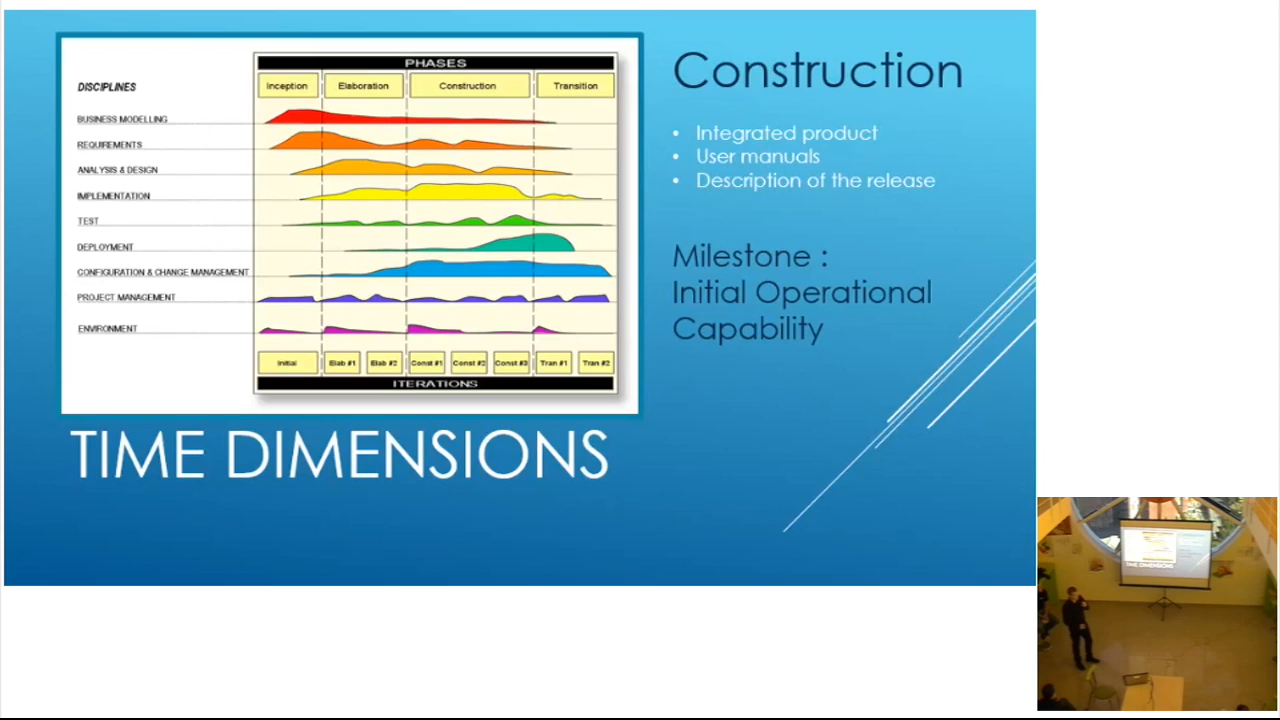 PHASES
DISCIPLINES
Inception Elaboration Construction Transition
BUSINESS MODELLING
REQUIREMENTS
ANALYSIS & DESIGN
IMPLEMENTATION
TEST
DEPLOYMENT
CONFIGURATION & CHANGE MANAGEMENT
PROJECT MANAGEMENT
ENVIRONMENT
Initial Elab #1 Elab #2 Const #1 Const #2 Const #3 Tran #1 Tran #2
ITERATIONS
TIME DIMENSIONS
Construction
• Integrated product
• User manuals
• Description of the release
Milestone :
Initial Operational
Capability
TIME DIMENSIONS